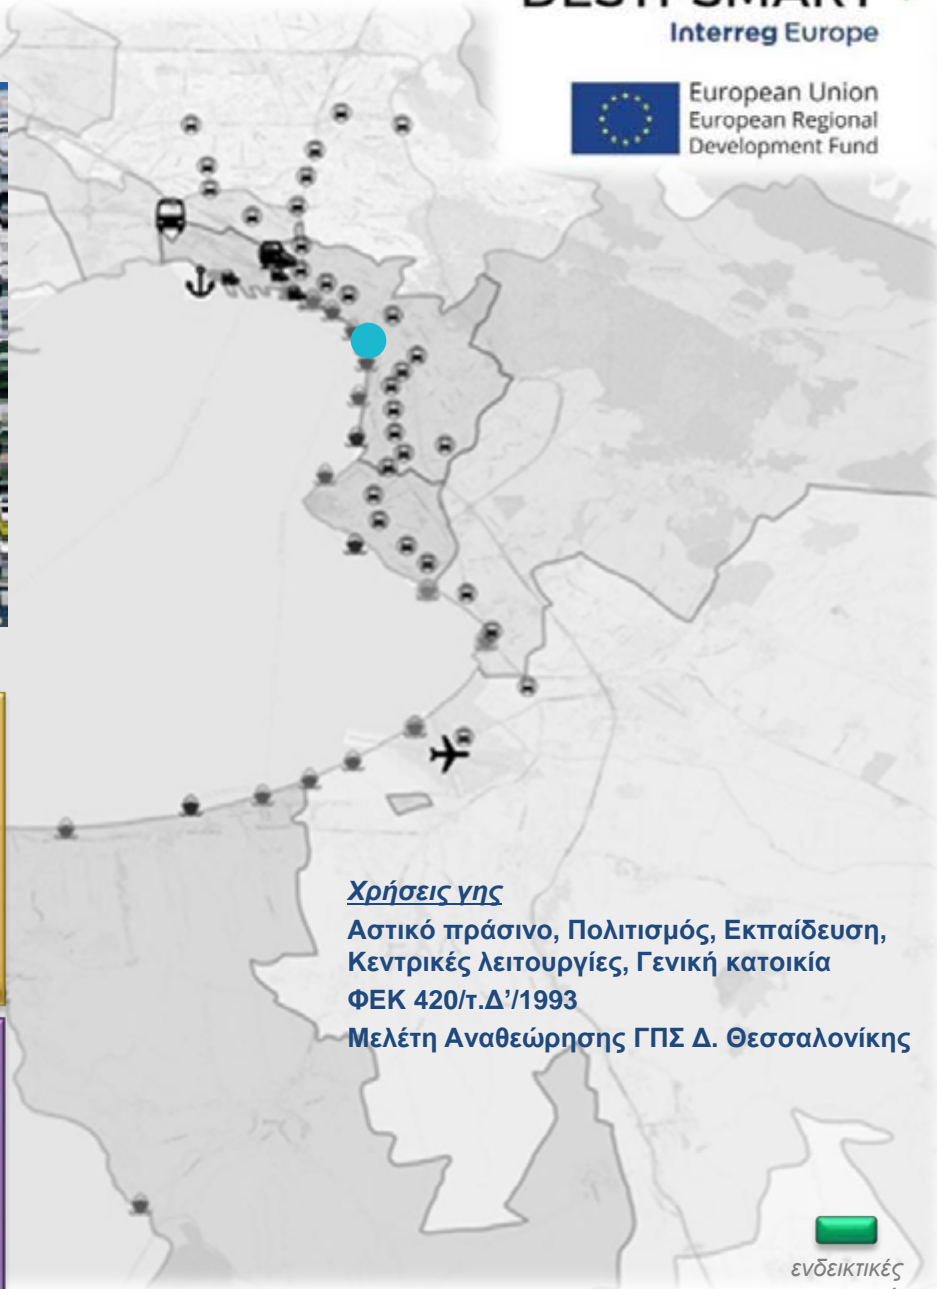 Interreg Europe
European Union
European Regional
Development Fund
Χρήσεις γης
Αστικό πράσινο, Πολιτισμός, Εκπαίδευση,
Κεντρικές λειτουργίες, Γενική κατοικία
ΦΕΚ 420/τ.Δ’/1993
Μελέτη Αναθεώρησης ΓΠΣ Δ. Θεσσαλονίκης
ενδεικτικές